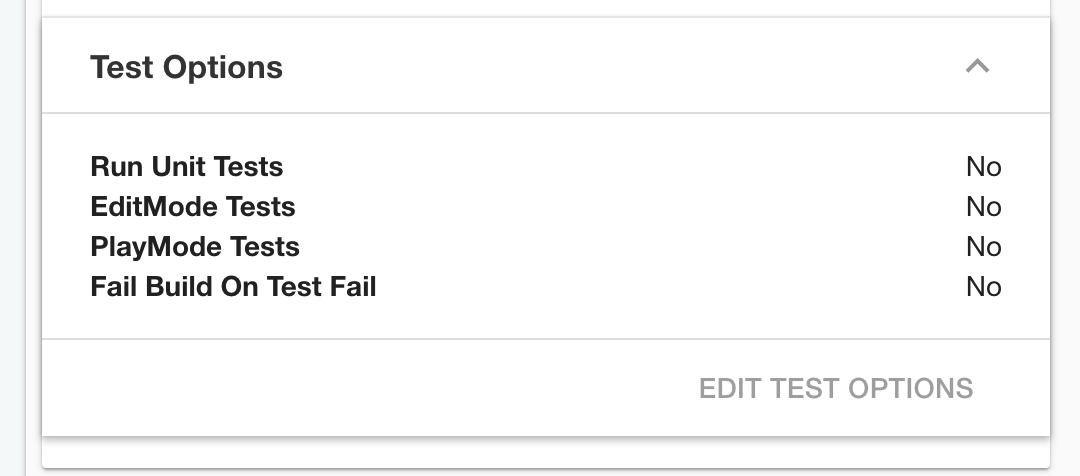 Test Options
Run Unit Tests No
EditMode Tests No
PlayMode Tests No
Fail Build On Test Fail No
EDIT TEST OPTIONS